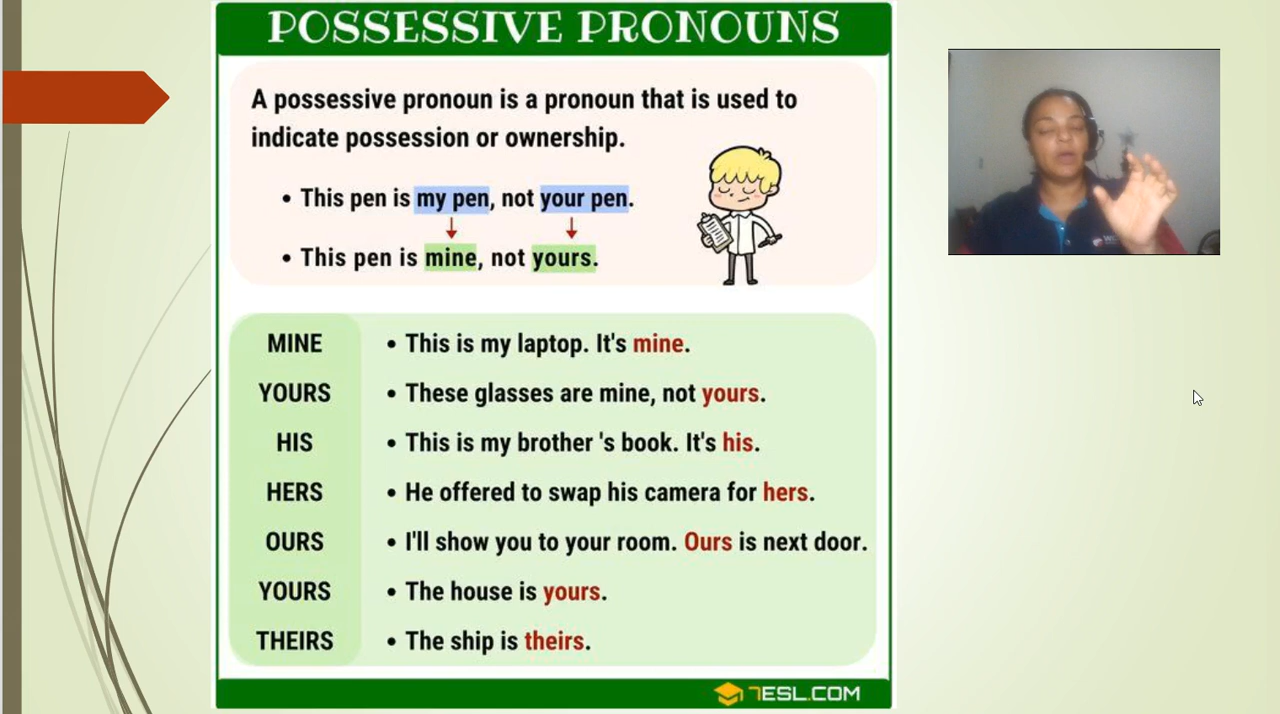 POSSESSIVE PRONOUNS
A possessive pronoun is a pronoun that is used to
indicate possession or ownership.
• This pen is my pen, not your pen.
• This pen is mine, not yours.
MINE • This is my laptop. It's mine.
YOURS • These glasses are mine, not yours.
HIS • This is my brother 's book. It's his.
HERS • He offered to swap his camera for hers.
OURS • I'll show you to your room. Ours is next door.
YOURS • The house is yours.
THEIRS • The ship is theirs.
7ESL.COM